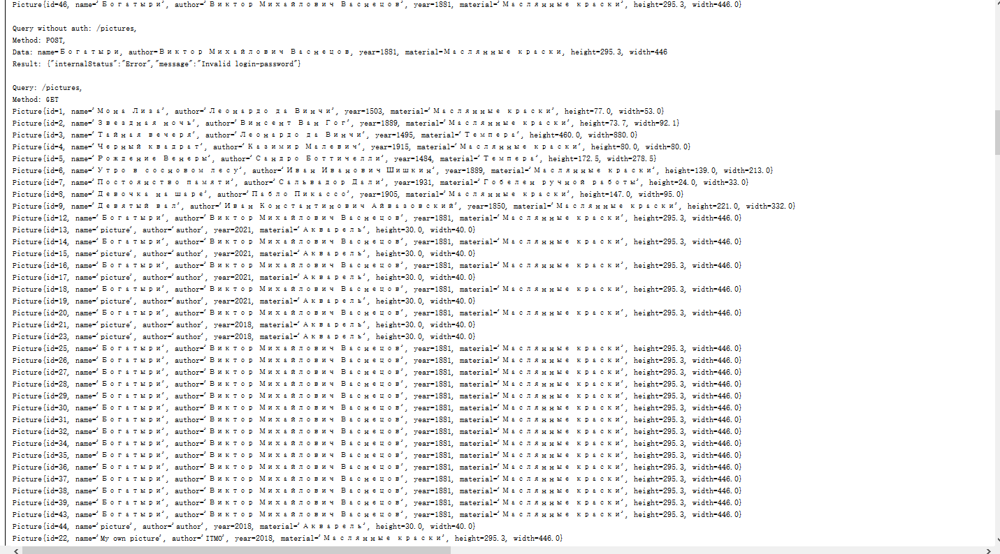 Picture{id=46, name='Богатыри', author='Виктор Михайлович Васнецов', year=1881, material='Маслянные краски', height=295.3, width=446.0}
Query without auth: /pictures,
Method: POST,
Data: name=Богатыри, author=Виктор Михайлович Васнецов, year=1881, material=Маслянные краски, height=295.3, width=446
Result: {"internalStatus":"Error","message":"Invalid login-password"}
Query: /pictures,
Method: GET
Picture{id=1, name='Мона Лиза', author='Леонардо да Винчи', year=1503, material='Маслянные краски', height=77.0, width=53.0}
Picture{id=2, name='Звездная ночь', author='Винсент Ван Гог', year=1889, material='Маслянные краски', height=73.7, width=92.1}
Picture{id=3, name='Тайная вечеря', author='Леонардо да Винчи', year=1495, material='Темпера', height=460.0, width=880.0}
Picture{id=4, name='Черный квадрат', author='Казимир Малевич', year=1915, material='Маслянные краски', height=80.0, width=80.0}
Picture{id=5, name='Рождение Венеры', author='Сандро Боттичелли', year=1484, material='Темпера', height=172.5, width=278.5}
Picture{id=6, name='Утро в сосновом лесу', author='Иван Иванович Шишкин', year=1889, material='Маслянные краски', height=139.0, width=213.0}
Picture{id=7, name='Постоянство памяти', author='Сальвадор Дали', year=1931, material='Гобелен ручной работы', height=24.0, width=33.0}
Picture{id=8, name='Девочка на шаре', author='Пабло Пикассо', year=1905, material='Маслянные краски', height=147.0, width=95.0}
Picture{id=9, name='Девятый вал', author='Иван Константинович Айвазовский', year=1850, material='Маслянные краски', height=221.0, width=332.0}
Picture{id=12, name='Богатыри', author='Виктор Михайлович Васнецов', year=1881, material='Маслянные краски', height=295.3, width=446.0}
Picture{id=13, name='picture', author='author', year=2021, material='Акварель', height=30.0, width=40.0}
Picture{id=14, name='Богатыри', author='Виктор Михайлович Васнецов', year=1881, material='Маслянные краски', height=295.3, width=446.0}
Picture{id=15, name='picture', author='author', year=2021, material='Акварель', height=30.0, width=40.0}
Picture{id=16, name='Богатыри', author='Виктор Михайлович Васнецов', year=1881, material='Маслянные краски', height=295.3, width=446.0}
Picture{id=17, name='picture', author='author', year=2021, material='Акварель', height=30.0, width=40.0}
Picture{id=18, name='Богатыри', author='Виктор Михайлович Васнецов', year=1881, material='Маслянные краски', height=295.3, width=446.0}
Picture{id=19, name='picture', author='author', year=2021, material='Акварель', height=30.0, width=40.0}
Picture{id=20, name='Богатыри', author='Виктор Михайлович Васнецов', year=1881, material='Маслянные краски', height=295.3, width=446.0}
Picture{id=21, name='picture', author='author', year=2018, material='Акварель', height=30.0, width=40.0}
Picture{id=23, name='picture', author='author', year=2018, material='Акварель', height=30.0, width=40.0}
Picture{id=25, name='Богатыри', author='Виктор Михайлович Васнецов', year=1881, material='Маслянные краски', height=295.3, width=446.0}
Picture{id=26, name='Богатыри', author='Виктор Михайлович Васнецов', year=1881, material='Маслянные краски', height=295.3, width=446.0}
Picture{id=27, name='Богатыри', author='Виктор Михайлович Васнецов', year=1881, material='Маслянные краски', height=295.3, width=446.0}
Picture{id=28, name='Богатыри', author='Виктор Михайлович Васнецов', year=1881, material='Маслянные краски', height=295.3, width=446.0}
Picture{id=29, name='Богатыри', author='Виктор Михайлович Васнецов', year=1881, material='Маслянные краски', height=295.3, width=446.0}
Picture{id=30, name='Богатыри', author='Виктор Михайлович Васнецов', year=1881, material='Маслянные краски', height=295.3, width=446.0}
Picture{id=31, name='Богатыри', author='Виктор Михайлович Васнецов', year=1881, material='Маслянные краски', height=295.3, width=446.0}
Picture{id=32, name='Богатыри', author='Виктор Михайлович Васнецов', year=1881, material='Маслянные краски', height=295.3, width=446.0}
Picture{id=34, name='Богатыри', author='Виктор Михайлович Васнецов', year=1881, material='Маслянные краски', height=295.3, width=446.0}
Picture{id=35, name='Богатыри', author='Виктор Михайлович Васнецов', year=1881, material='Маслянные краски', height=295.3, width=446.0}
Picture{id=36, name='Богатыри', author='Виктор Михайлович Васнецов', year=1881, material='Маслянные краски', height=295.3, width=446.0}
Picture{id=37, name='Богатыри', author='Виктор Михайлович Васнецов', year=1881, material='Маслянные краски', height=295.3, width=446.0}
Picture{id=38, name='Богатыри', author='Виктор Михайлович Васнецов', year=1881, material='Маслянные краски', height=295.3, width=446.0}
Picture{id=39, name='Богатыри', author='Виктор Михайлович Васнецов', year=1881, material='Маслянные краски', height=295.3, width=446.0}
Picture{id=43, name='Богатыри', author='Виктор Михайлович Васнецов', year=1881, material='Маслянные краски', height=295.3, width=446.0}
Picture{id=44, name='picture', author='author', year=2018, material='Акварель', height=30.0, width=40.0}
Picture{id=22, name='My own picture', author='ITMO', year=2018, material='Маслянные краски', height=295.3, width=446.0}